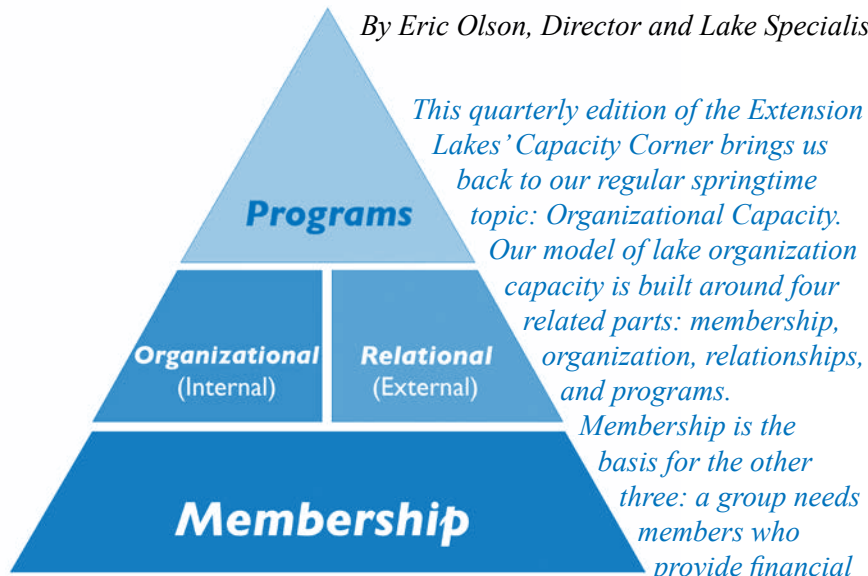 By Eric Olson, Director and Lake Specialis
This quarterly edition of the Extension
Lakes’ Capacity Corner brings us
back to our regular springtime
topic: Organizational Capacity.
Our model of lake organization
capacity is built around four
related parts: membership,
organization, relationships,
and programs.
Membership is the
basis for the other
three: a group needs
members who
provide financial
Programs
Organizational
(Internal)
Relational
(External)
Membership